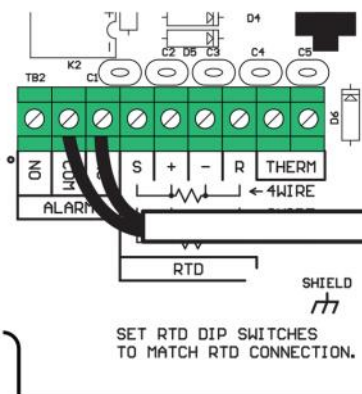 D4
K2
C2 D5 C3
C4
C5
TB2
C1
D6
NO
COM
S
+
-
R
THERM
← 4WIRE
ALARM
RTD
SHIELD
SET RTD DIP SWITCHES
TO MATCH RTD CONNECTION.